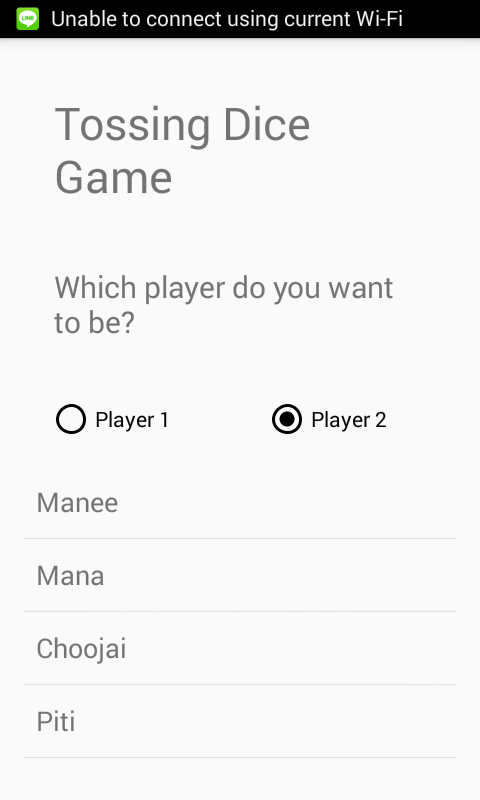 LINE Unable to connect using current Wi-Fi
Tossing Dice
Game
Which player do you want
to be?
Player 1 Player 2
Manee
Mana
Choojai
Piti